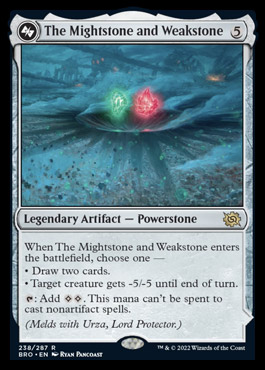 The Mightstone and Weakstone 5
Legendary Artifact — Powerstone
When The Mightstone and Weakstone enters
the battlefield, choose one —
• Draw two cards.
• Target creature gets -5/-5 until end of turn.
: Add . This mana can't be spent to
cast nonartifact spells.
(Melds with Urza, Lord Protector.)
238/287 R
BRO • EN RYAN PANCOAST
™ & © 2022 Wizards of the Coast